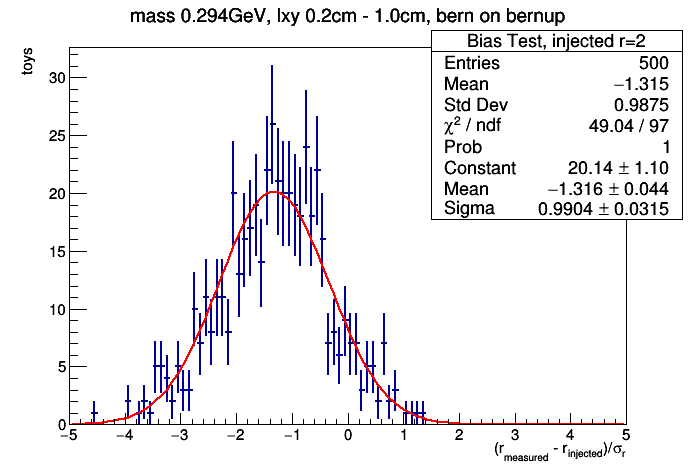 mass 0.294GeV, lxy 0.2cm - 1.0cm, bern on bernup
Bias Test, injected r=2
Entries 500
Mean −1.315
Std Dev 0.9875
χ² / ndf 49.04 / 97
Prob 1
Constant 20.14 ± 1.10
Mean −1.316 ± 0.044
Sigma 0.9904 ± 0.0315
toys
30
25
20
15
10
5
0
−5 −4 −3 −2 −1 0 1 2 3 4 5
(r_measured - r_injected)/σ_r